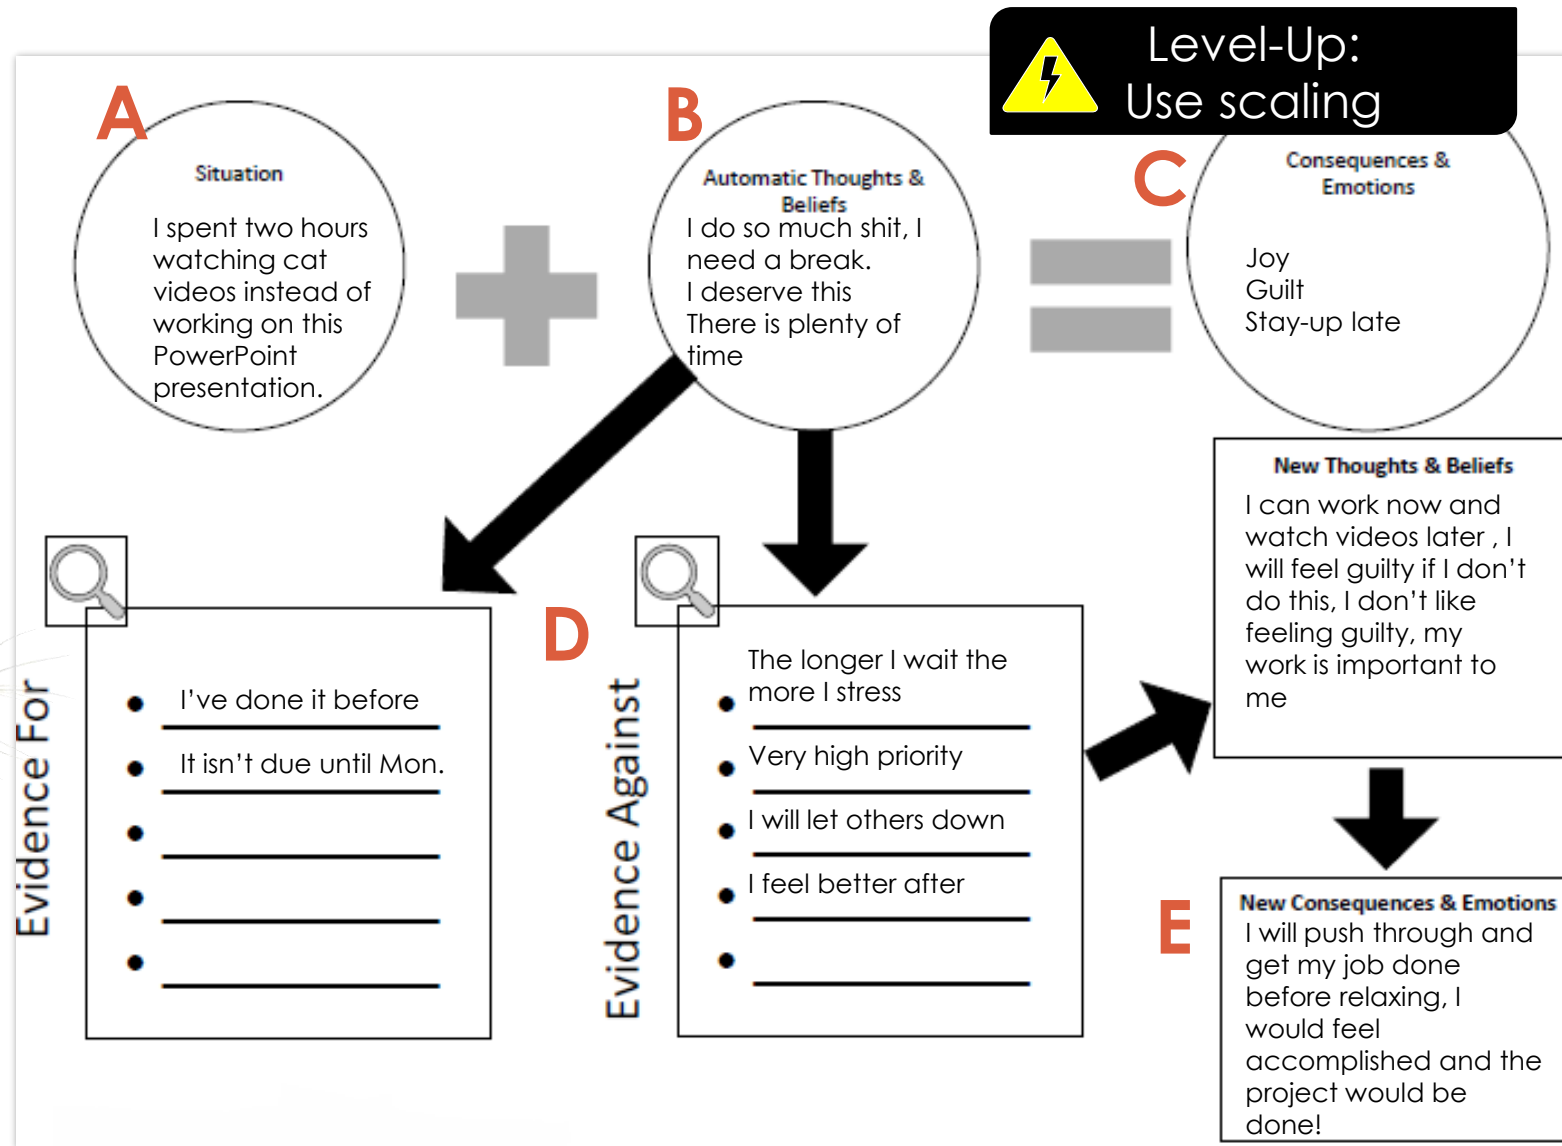 Level-Up:
Use scaling
A
Situation
I spent two hours
watching cat
videos instead of
working on this
PowerPoint
presentation.
B
Automatic Thoughts &
Beliefs
I do so much shit, I
need a break.
I deserve this
There is plenty of
time
C
Consequences &
Emotions
Joy
Guilt
Stay-up late
D
Evidence For
I've done it before
It isn't due until Mon.
Evidence Against
The longer I wait the
more I stress
Very high priority
I will let others down
I feel better after
New Thoughts & Beliefs
I can work now and
watch videos later , I
will feel guilty if I don't
do this, I don't like
feeling guilty, my
work is important to
me
E
New Consequences & Emotions
I will push through and
get my job done
before relaxing, I
would feel
accomplished and the
project would be
done!